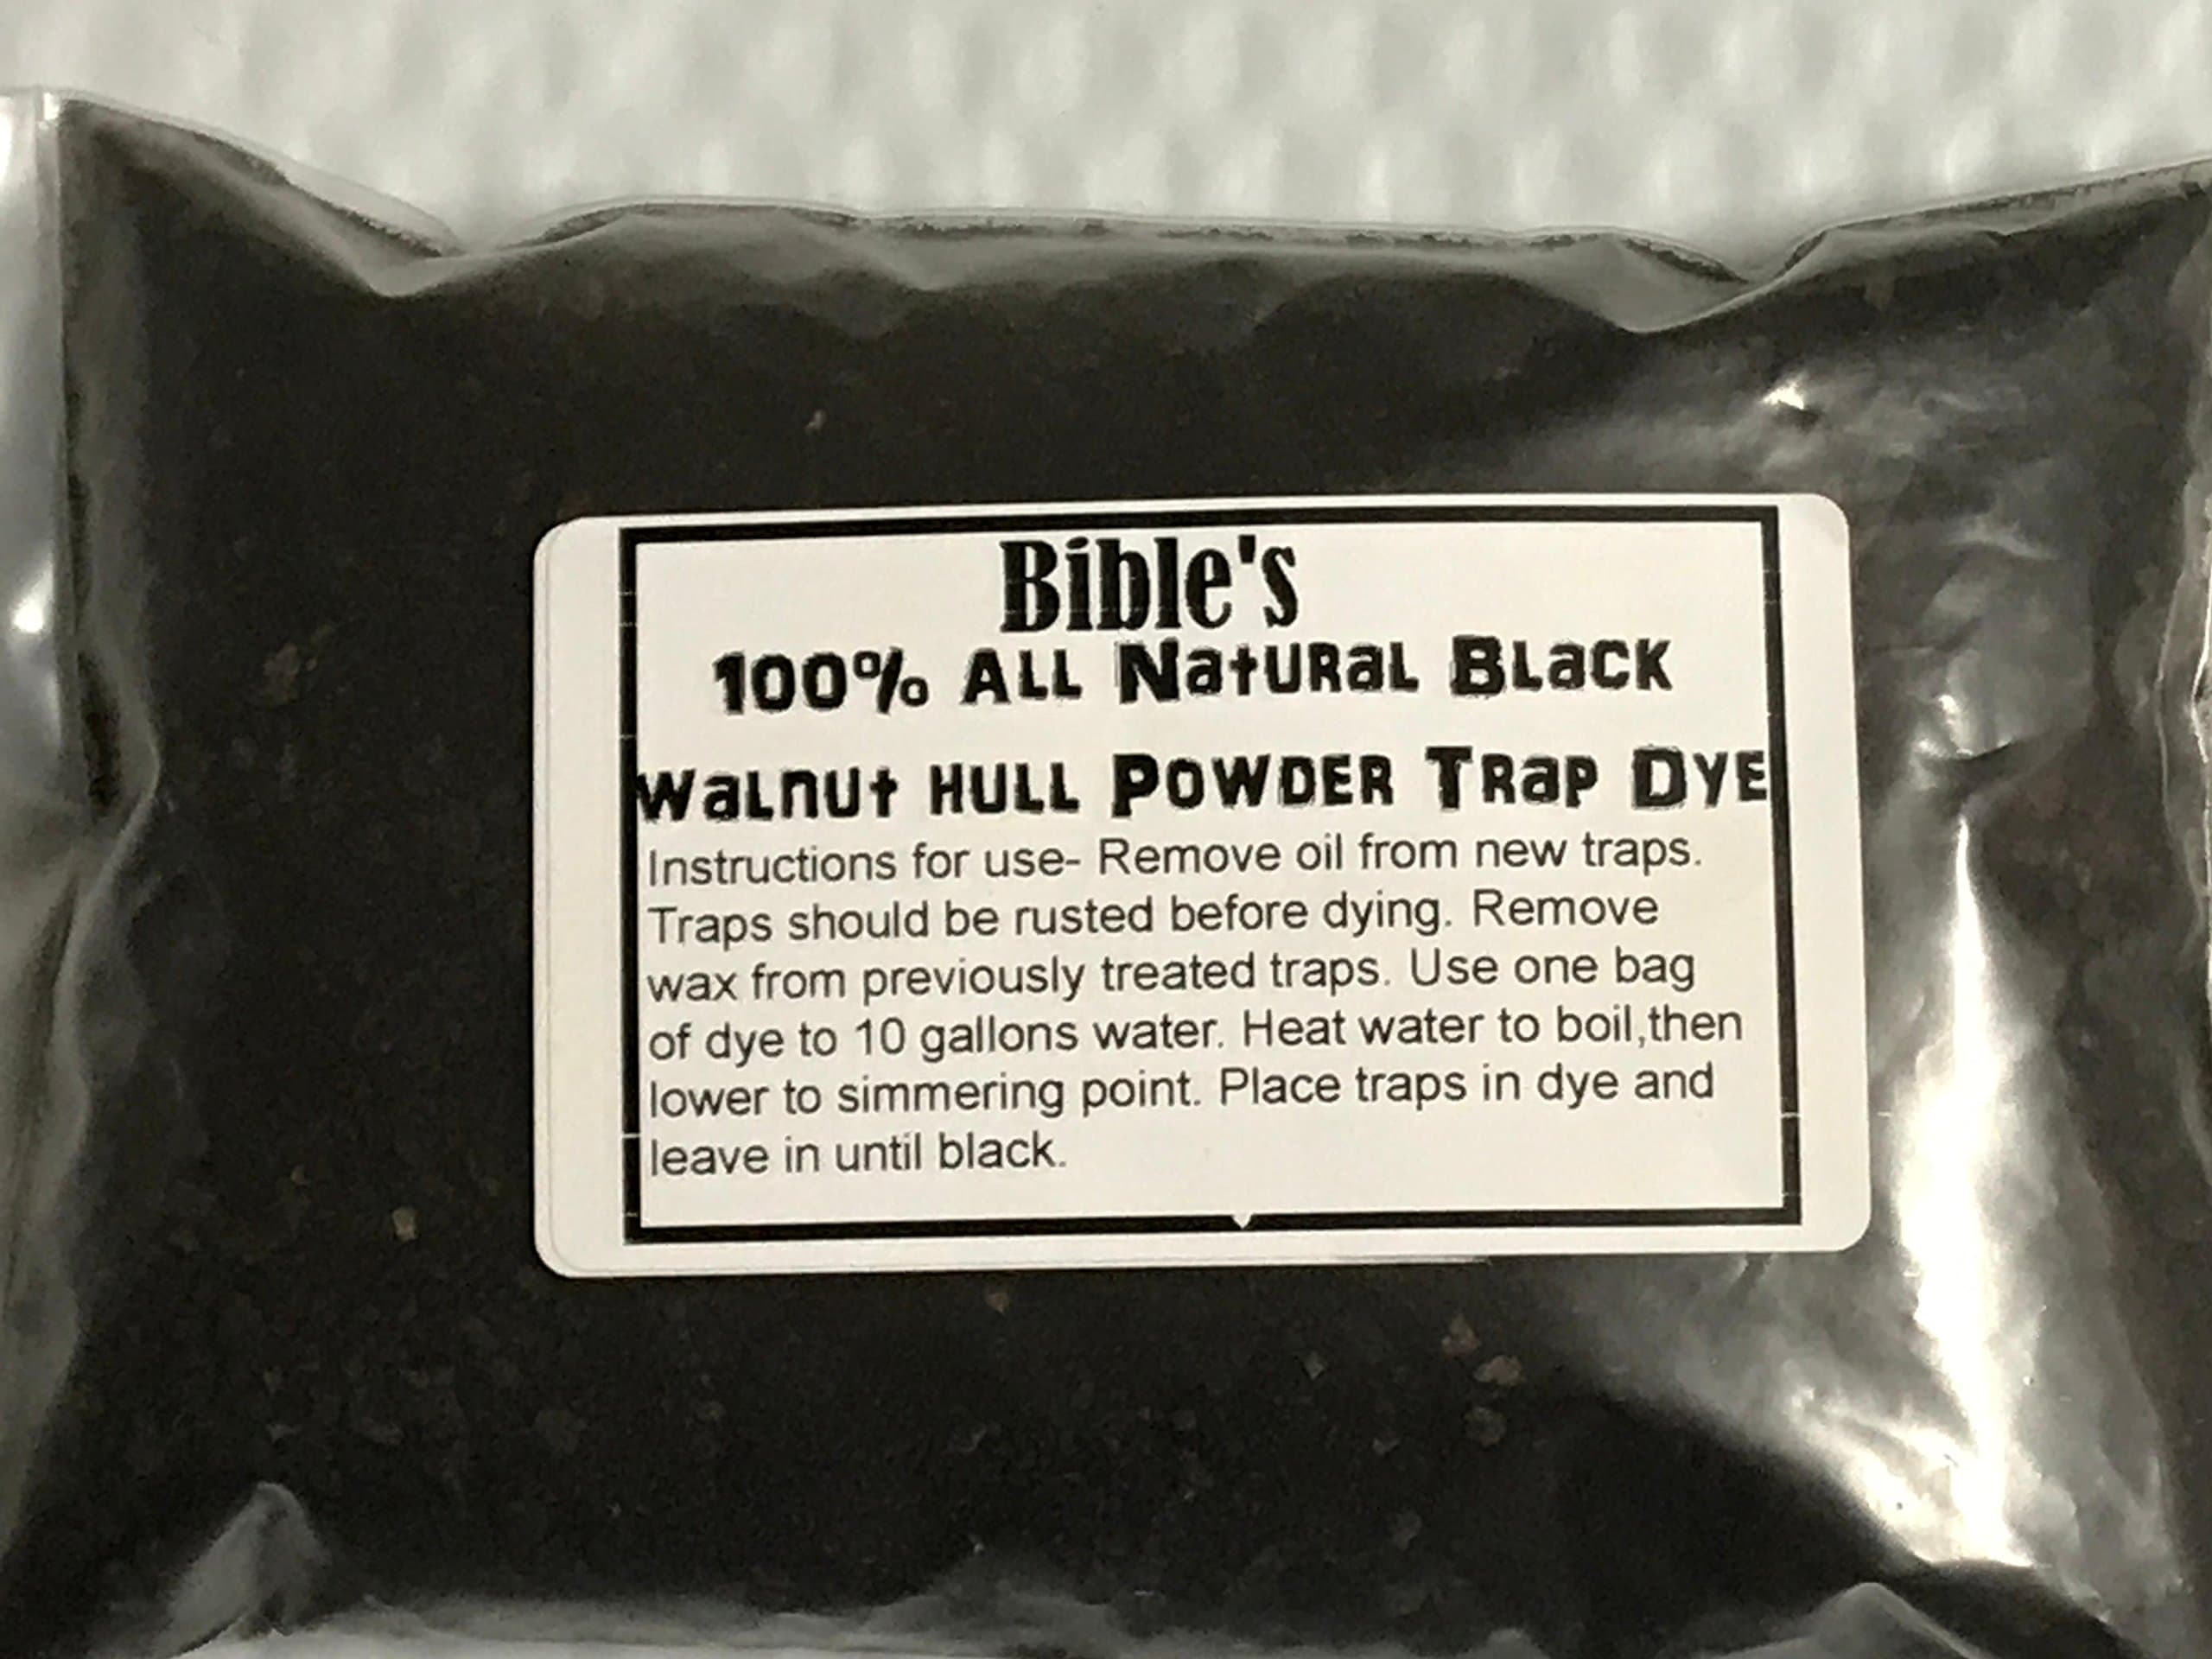 Bible's
100% All Natural Black
Walnut Hull Powder Trap Dye
Instructions for use- Remove oil from new traps.
Traps should be rusted before dying. Remove
wax from previously treated traps. Use one bag
of dye to 10 gallons water. Heat water to boil,then
lower to simmering point. Place traps in dye and
leave in until black.